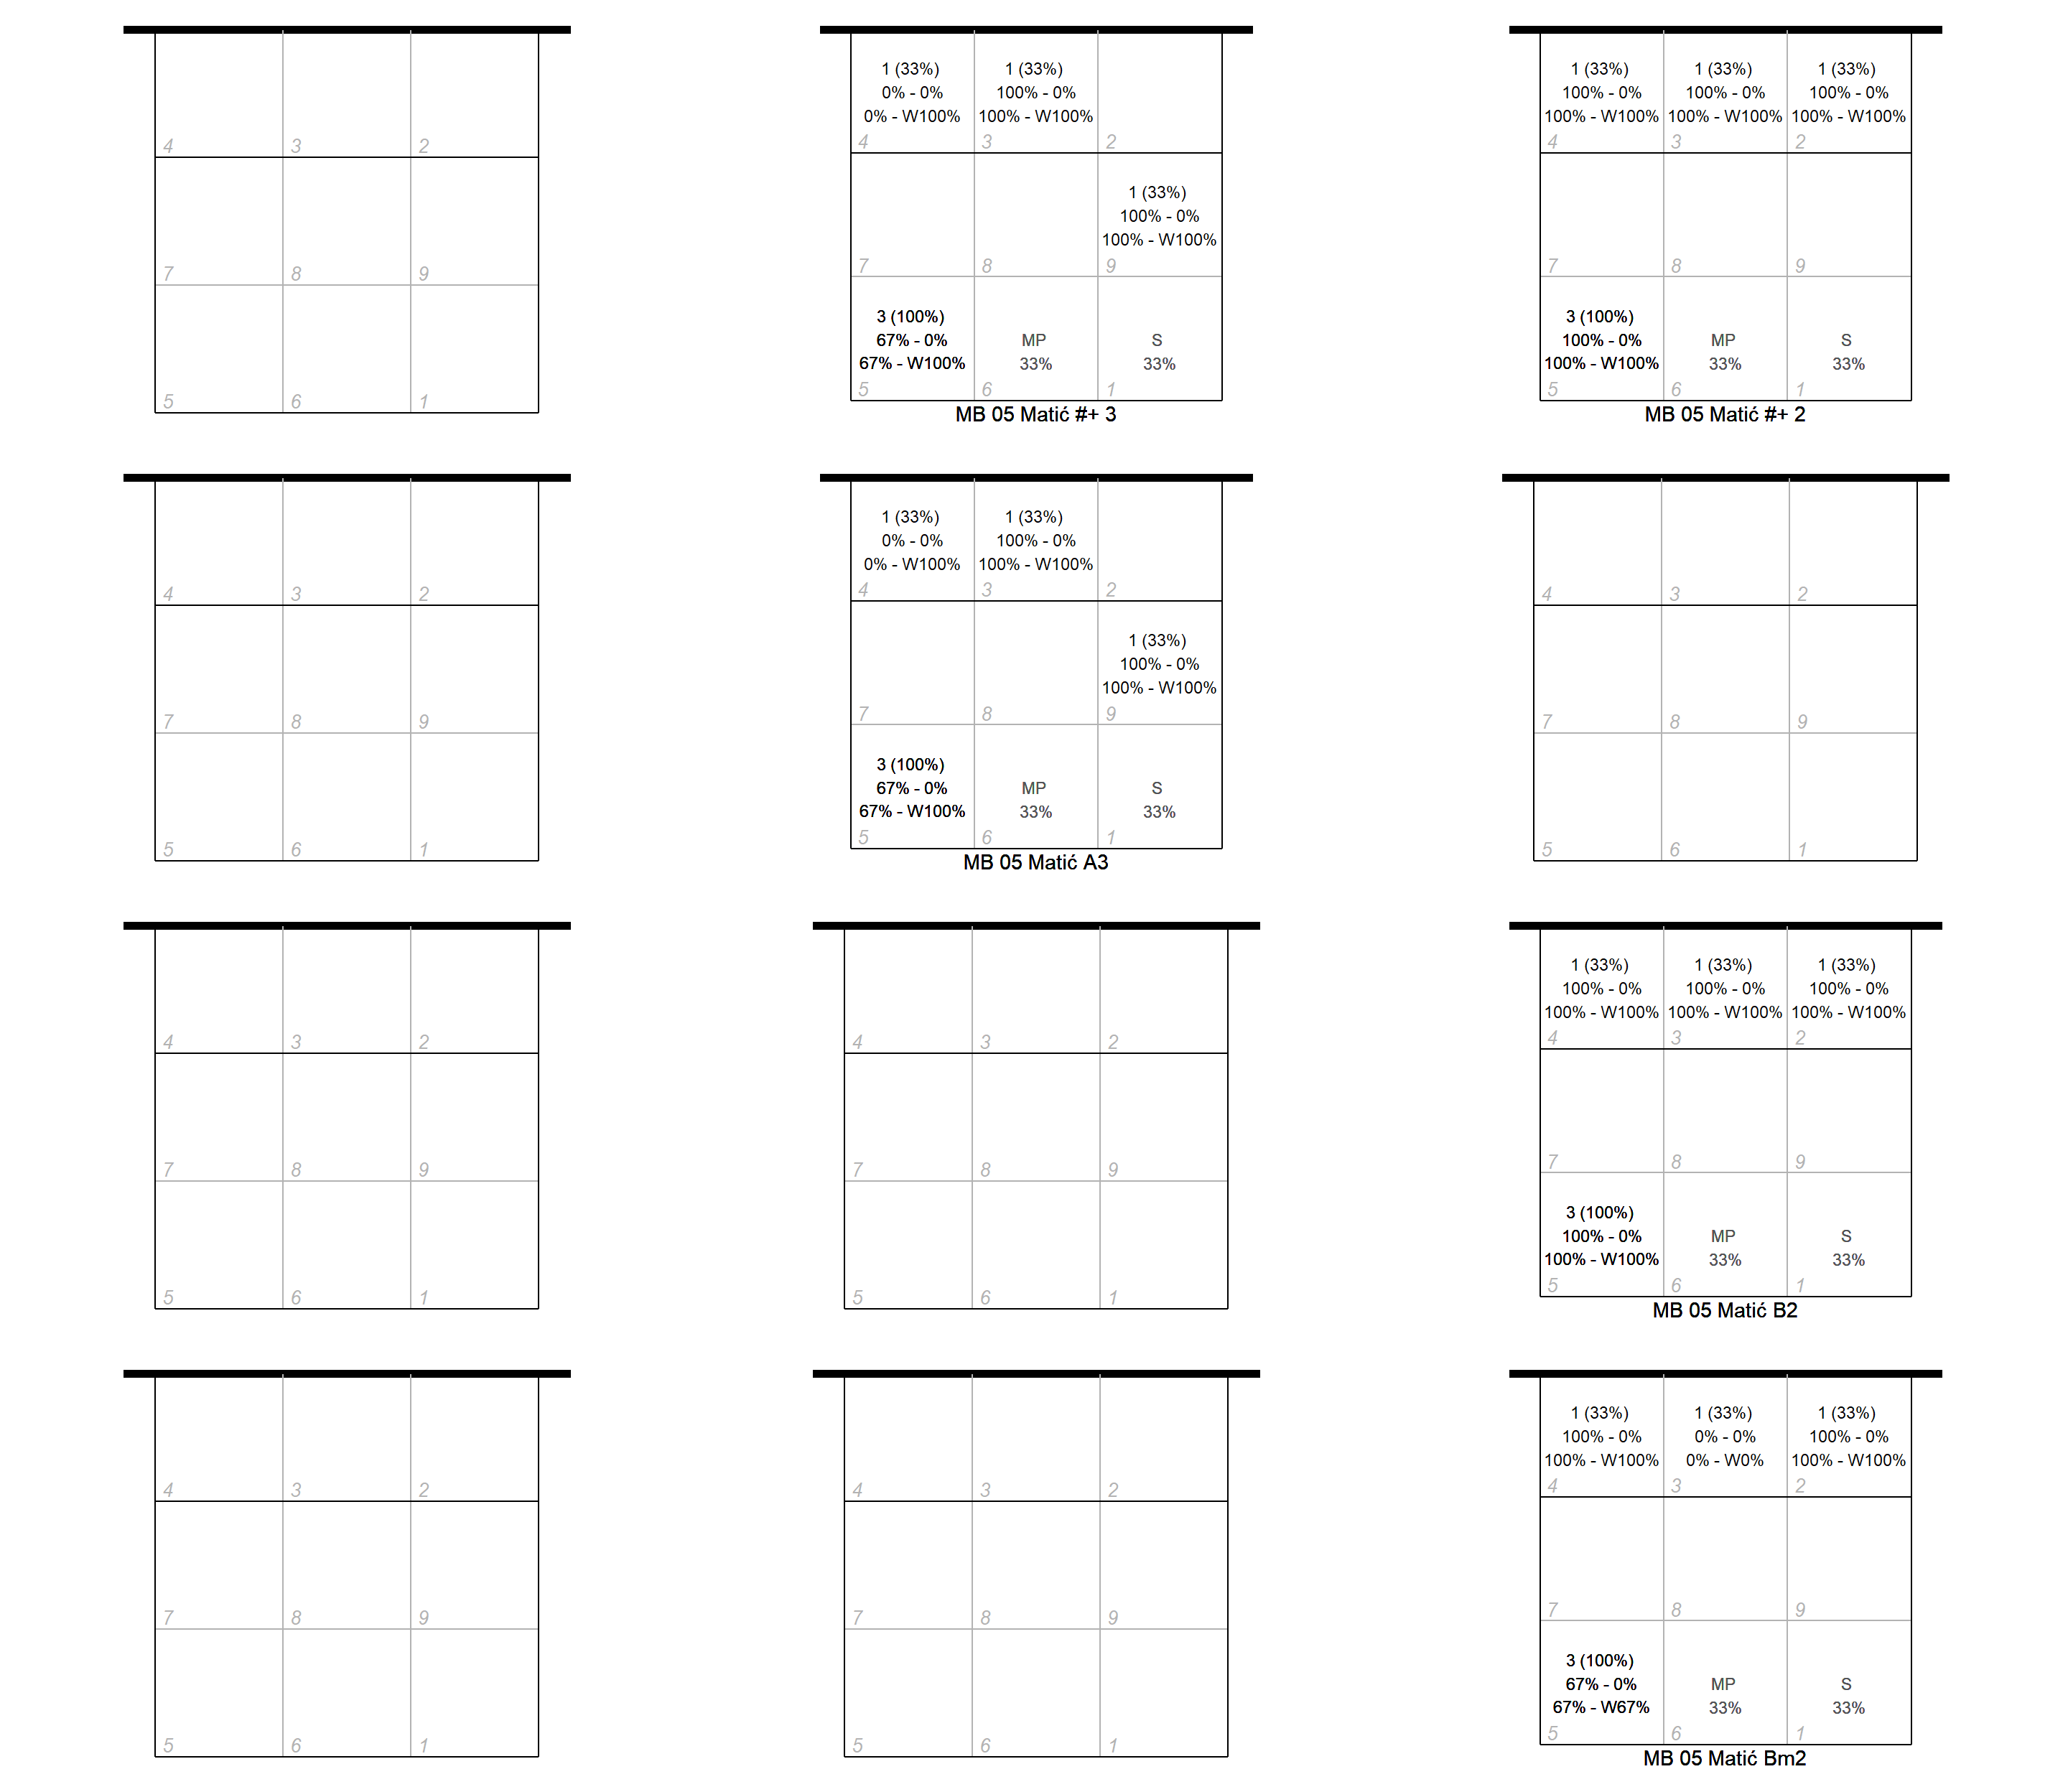 4 3 2
7 8 9
5 6 1
1 (33%) 1 (33%)
0% - 0% 100% - 0%
0% - W100% 100% - W100%
4 3 2
1 (33%)
100% - 0%
100% - W100%
7 8 9
3 (100%)
67% - 0% MP S
67% - W100% 33% 33%
5 6 1
MB 05 Matić #+ 3
1 (33%) 1 (33%) 1 (33%)
100% - 0% 100% - 0% 100% - 0%
100% - W100% 100% - W100% 100% - W100%
4 3 2
7 8 9
3 (100%)
100% - 0% MP S
100% - W100% 33% 33%
5 6 1
MB 05 Matić #+ 2
4 3 2
7 8 9
5 6 1
1 (33%) 1 (33%)
0% - 0% 100% - 0%
0% - W100% 100% - W100%
4 3 2
1 (33%)
100% - 0%
100% - W100%
7 8 9
3 (100%)
67% - 0% MP S
67% - W100% 33% 33%
5 6 1
MB 05 Matić A3
4 3 2
7 8 9
5 6 1
4 3 2
7 8 9
5 6 1
4 3 2
7 8 9
5 6 1
1 (33%) 1 (33%) 1 (33%)
100% - 0% 100% - 0% 100% - 0%
100% - W100% 100% - W100% 100% - W100%
4 3 2
7 8 9
3 (100%)
100% - 0% MP S
100% - W100% 33% 33%
5 6 1
MB 05 Matić B2
4 3 2
7 8 9
5 6 1
4 3 2
7 8 9
5 6 1
1 (33%) 1 (33%) 1 (33%)
100% - 0% 0% - 0% 100% - 0%
100% - W100% 0% - W0% 100% - W100%
4 3 2
7 8 9
3 (100%)
67% - 0% MP S
67% - W67% 33% 33%
5 6 1
MB 05 Matić Bm2